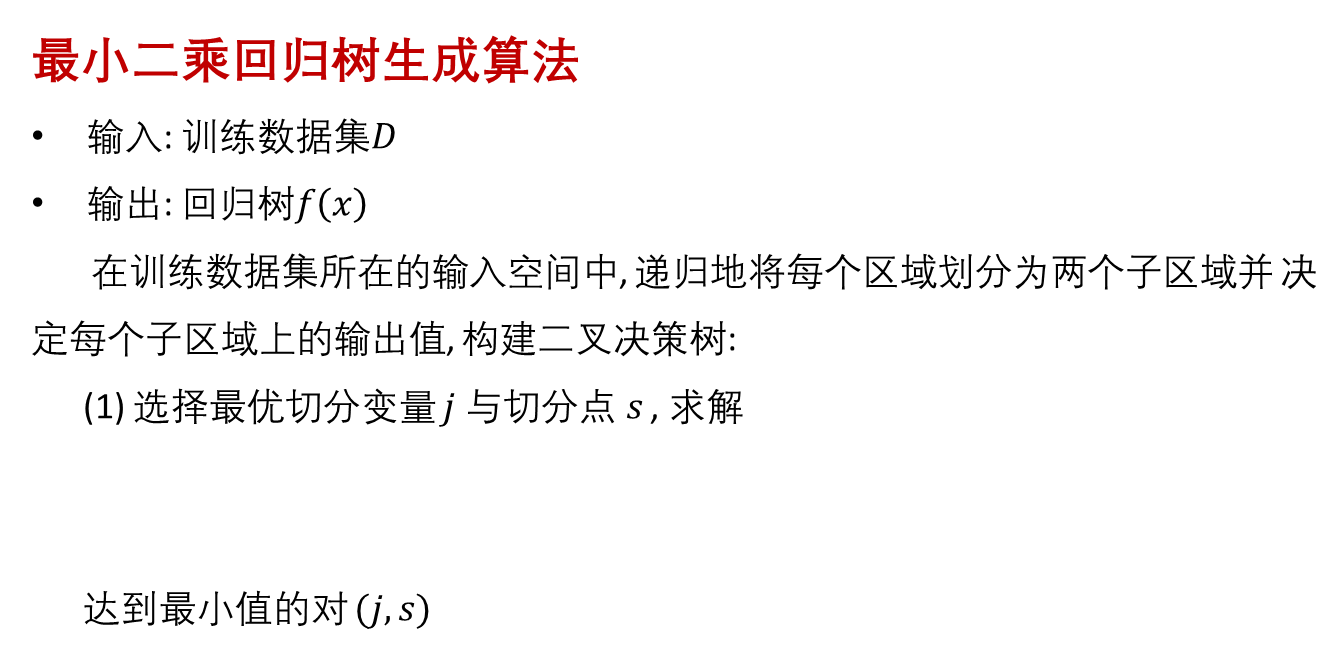 最小二乘回归树生成算法
• 输入: 训练数据集D
• 输出: 回归树f(x)
在训练数据集所在的输入空间中, 递归地将每个区域划分为两个子区域并决
定每个子区域上的输出值, 构建二叉决策树:
(1) 选择最优切分变量j 与切分点 s , 求解
达到最小值的对(j,s)